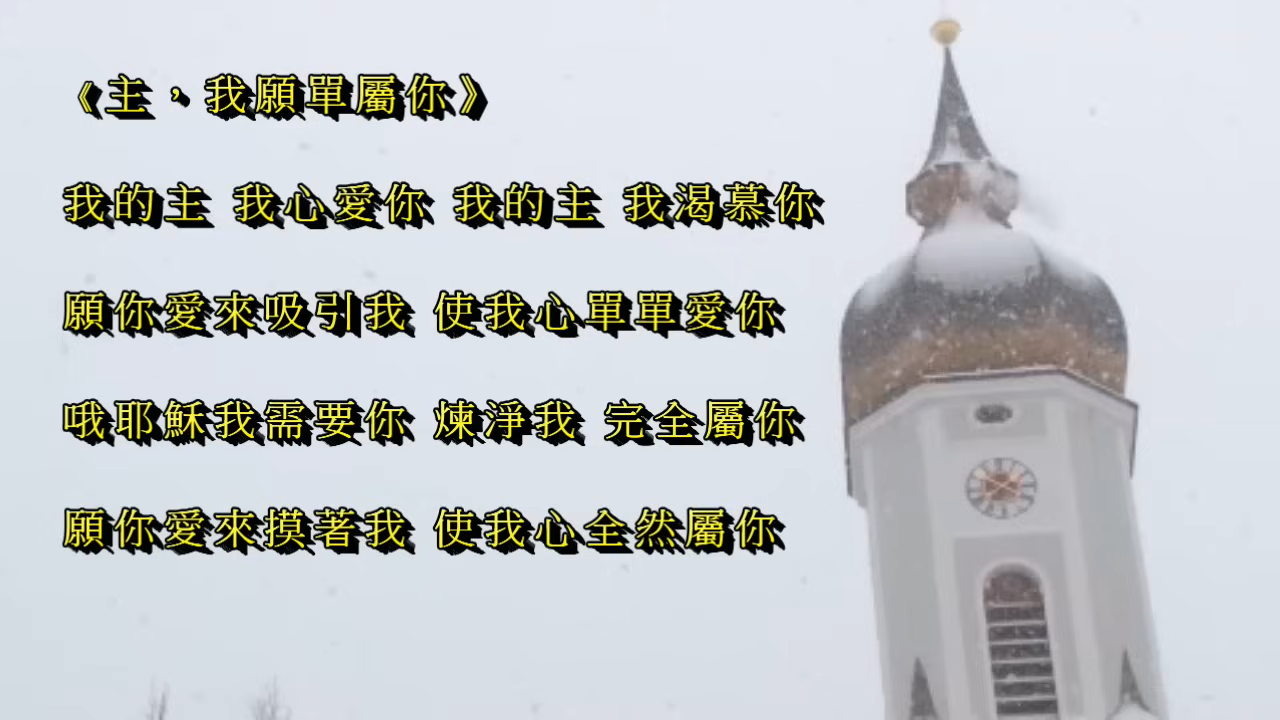 《主，我願單屬你》
我的主 我心愛你 我的主 我渴慕你
願你愛來吸引我 使我心單單愛你
哦耶穌我需要你 煉淨我 完全屬你
願你愛來摸著我 使我心全然屬你